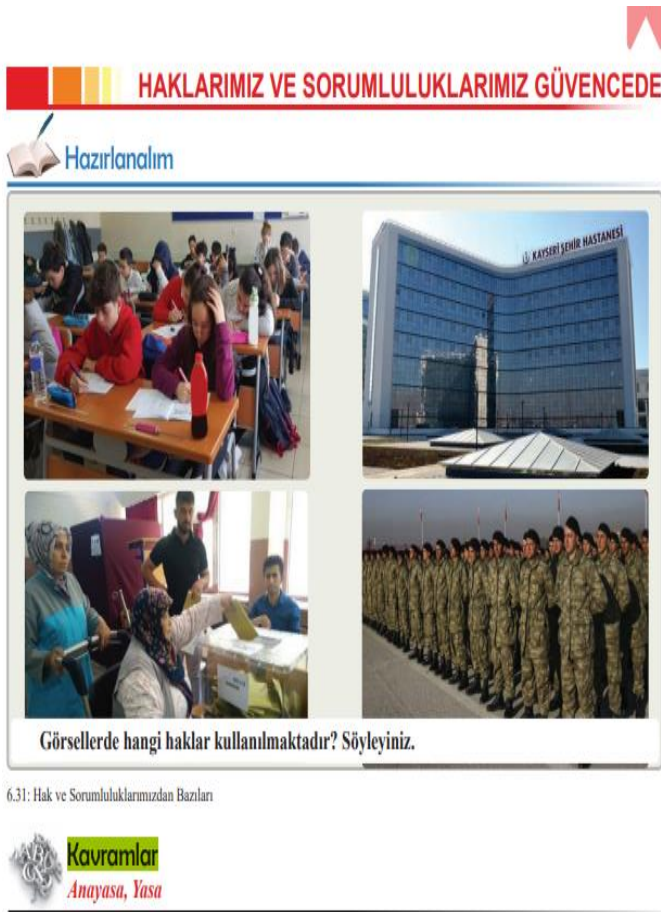 HAKLARIMIZ VE SORUMLULUKLARIMIZ GÜVENCEDE
Hazırlanalım
KAYSERİ ŞEHİR HASTANESİ
Görsellerde hangi haklar kullanılmaktadır? Söyleyiniz.
6.31: Hak ve Sorumluluklarımızdan Bazıları
Kavramlar
Anayasa, Yasa